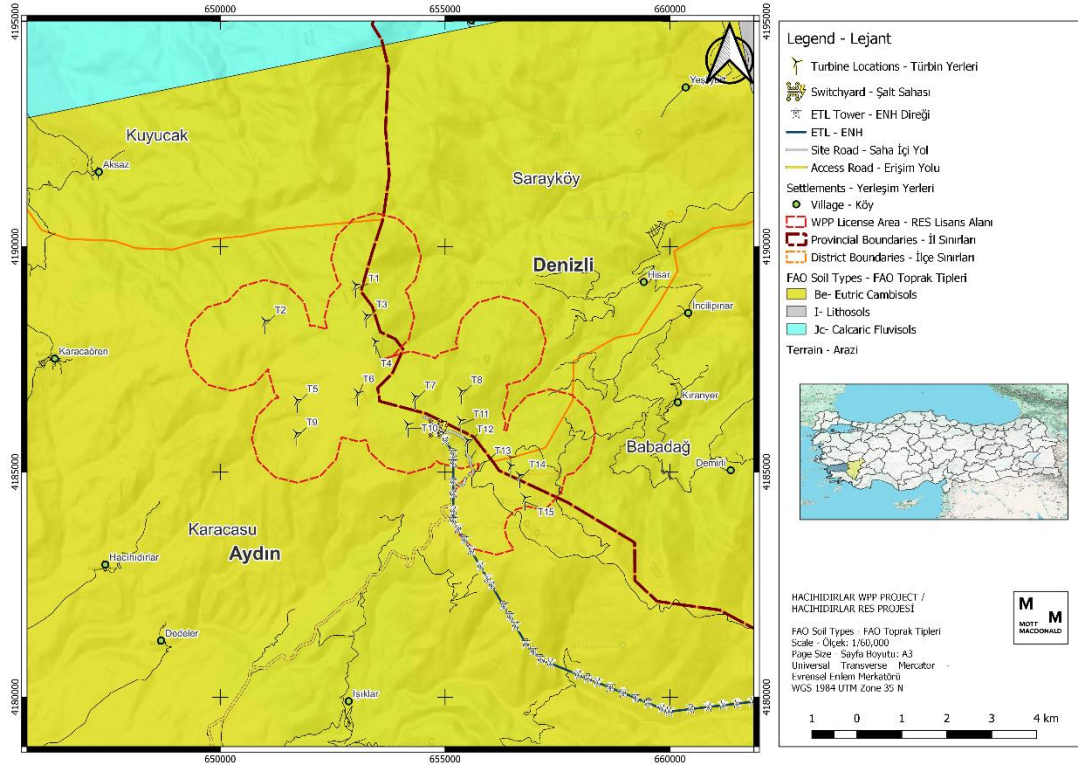 650000
655000
660000
4195000
4195000
Yeşilyurt
Kuyucak
Aksaz
Sarayköy
4190000
4190000
Denizli
Hisar
T1
İncilipınar
T3
T2
Karacaören
T4
T5
T6
T7
T8
Kıranyer
T9
T10
T11
T12
Babadağ
T13
Demirli
4185000
4185000
T14
T15
Karacasu
Aydın
Hacıhıdırlar
Dedeler
Işıklar
4180000
4180000
650000
655000
660000
Legend - Lejant
Turbine Locations - Türbin Yerleri
Switchyard - Şalt Sahası
ETL Tower - ENH Direği
ETL - ENH
Site Road - Saha İçi Yol
Access Road - Erişim Yolu
Settlements - Yerleşim Yerleri
Village - Köy
WPP License Area - RES Lisans Alanı
Provincial Boundaries - İl Sınırları
District Boundaries - İlçe Sınırları
FAO Soil Types - FAO Toprak Tipleri
Be- Eutric Cambisols
I- Lithosols
Jc- Calcaric Fluvisols
Terrain - Arazi
HACIHIDIRLAR WPP PROJECT /
HACIHIDIRLAR RES PROJESİ
M M
MOTT
MACDONALD
FAO Soil Types - FAO Toprak Tipleri
Scale - Ölçek: 1/60,000
Page Size - Sayfa Boyutu: A3
Universal Transverse Mercator -
Evrensel Enlem Merkatörü
WGS 1984 UTM Zone 35 N
1 0 1 2 3 4 km